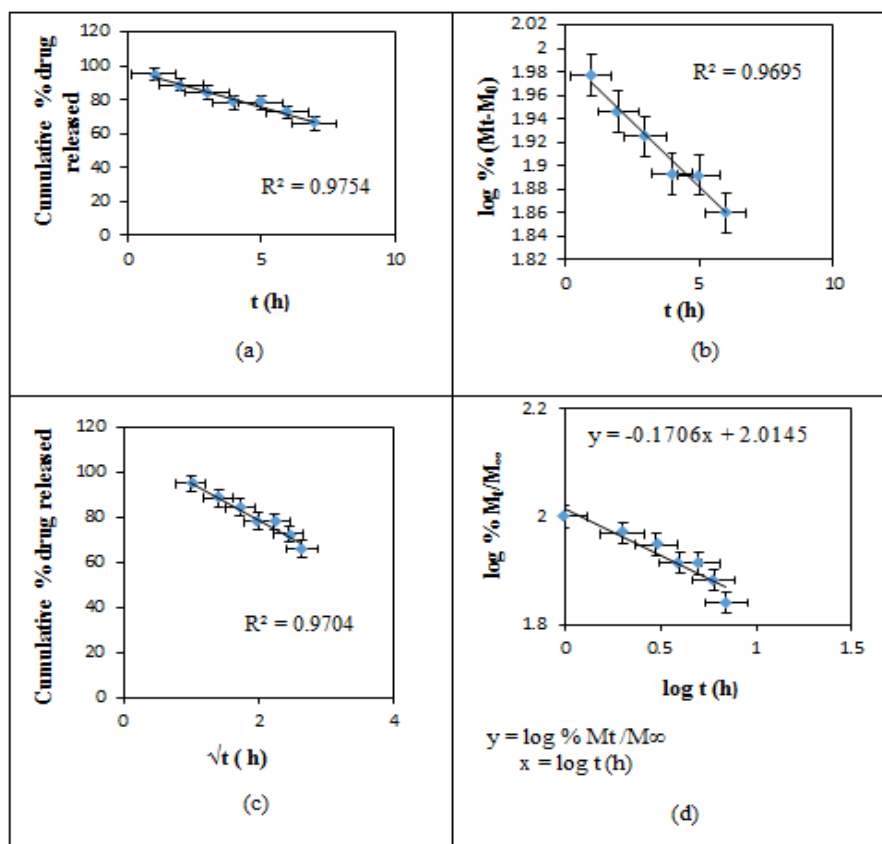 Cumulative % drug
released
120
100
80
60
40
20
0
R² = 0.9754
0
5
10
t (h)
(a)
log % (Mt-M0)
2.02
2
1.98
1.96
1.94
1.92
1.9
1.88
1.86
1.84
1.82
R² = 0.9695
0
5
10
t (h)
(b)
Cumulative % drug released
120
100
80
60
40
20
0
R² = 0.9704
0
2
4
√t ( h)
(c)
log % Mt/M∞
2.2
2
1.8
y = -0.1706x + 2.0145
0
0.5
1
1.5
log t (h)
y = log % Mt /M∞
x = log t (h)
(d)